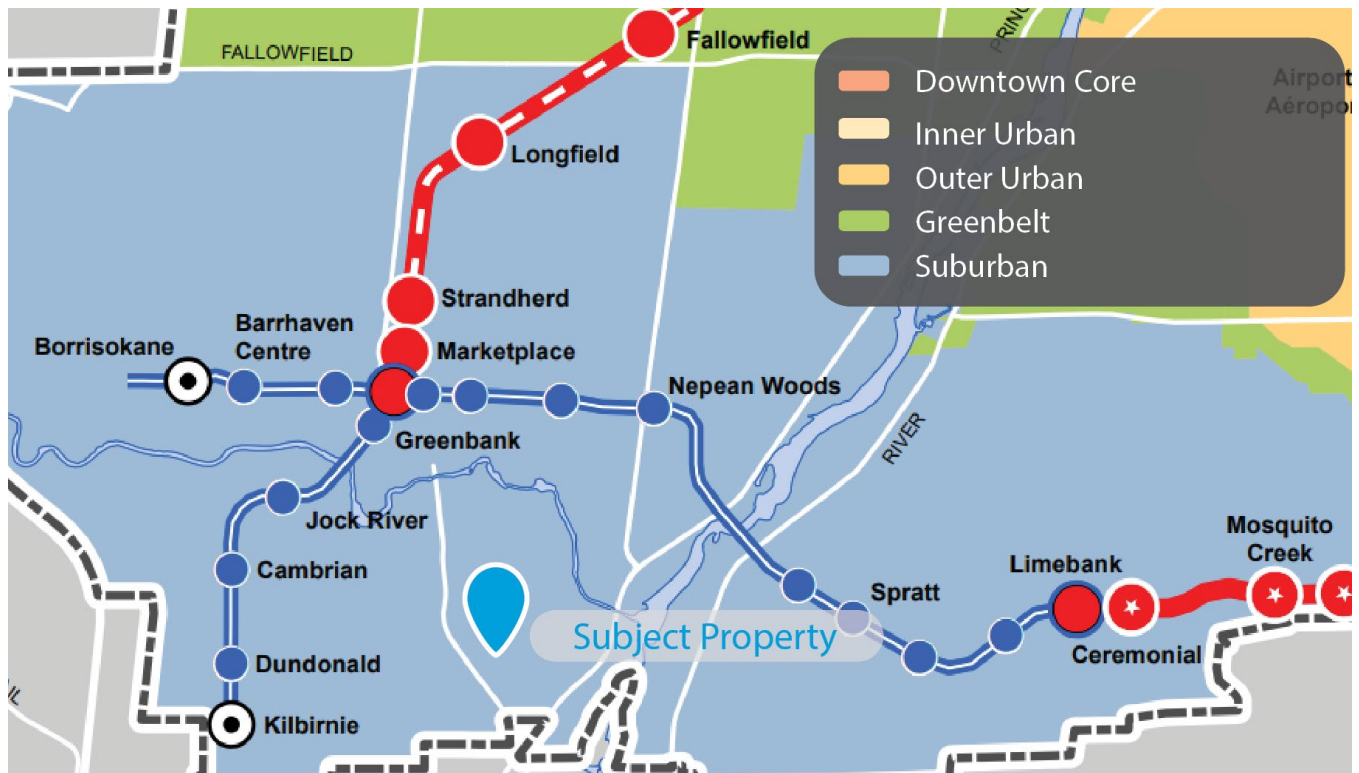 FALLOWFIELD
Fallowfield
Longfield
Strandherd
Marketplace
Borrisokane
Barrhaven
Centre
Nepean Woods
Greenbank
Jock River
Cambrian
Dundonald
Kilbirnie
RIVER
Spratt
Limebank
Mosquito
Creek
Ceremonial
Subject Property
Downtown Core
Inner Urban
Outer Urban
Greenbelt
Suburban
Airport